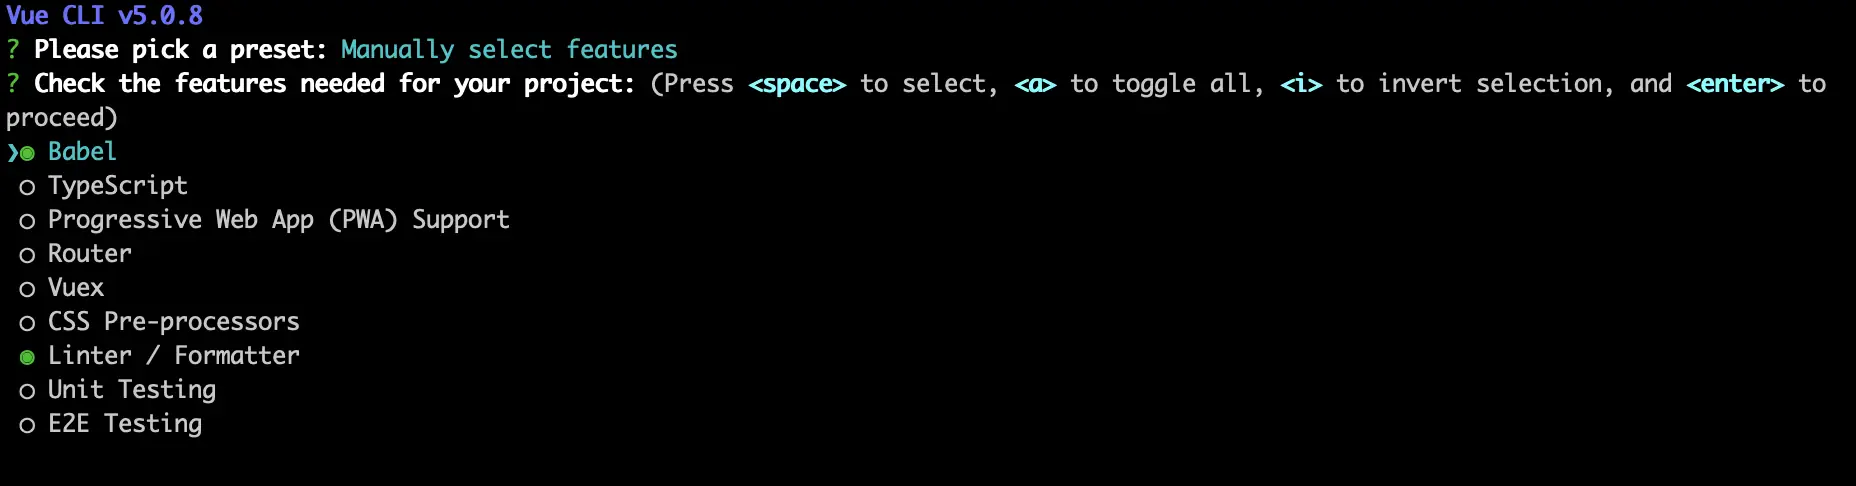 Vue CLI v5.0.8
? Please pick a preset: Manually select features
? Check the features needed for your project: (Press <space> to select, <a> to toggle all, <i> to invert selection, and <enter> to
proceed)
❯◉ Babel
◯ TypeScript
◯ Progressive Web App (PWA) Support
◯ Router
◯ Vuex
◯ CSS Pre-processors
◉ Linter / Formatter
◯ Unit Testing
◯ E2E Testing